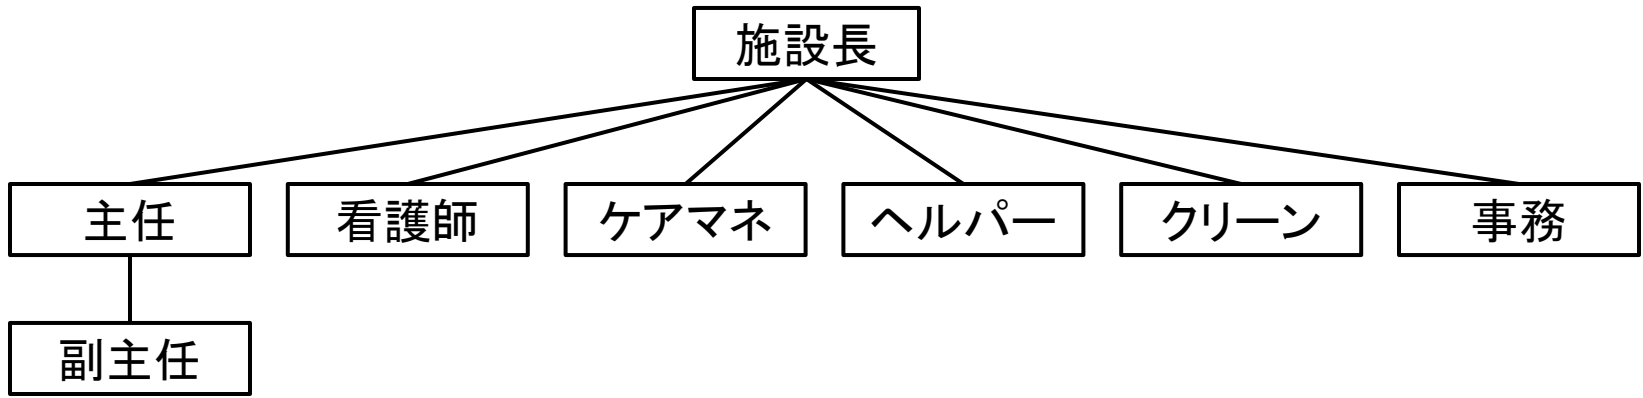 施設長
主任
看護師
ケアマネ
ヘルパー
クリーン
事務
副主任